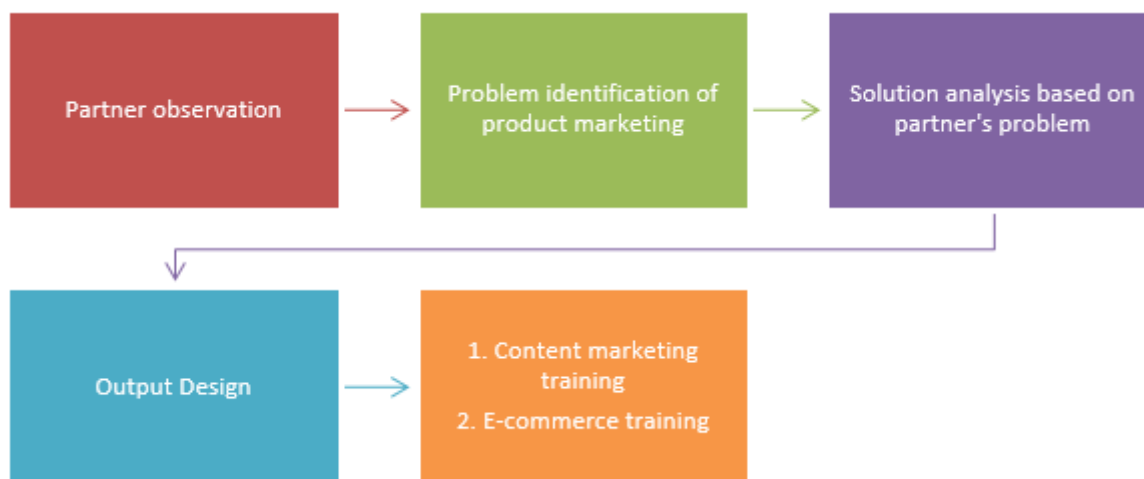 Partner observation
Problem identification of
product marketing
Solution analysis based on
partner's problem
Output Design
1. Content marketing
training
2. E-commerce training